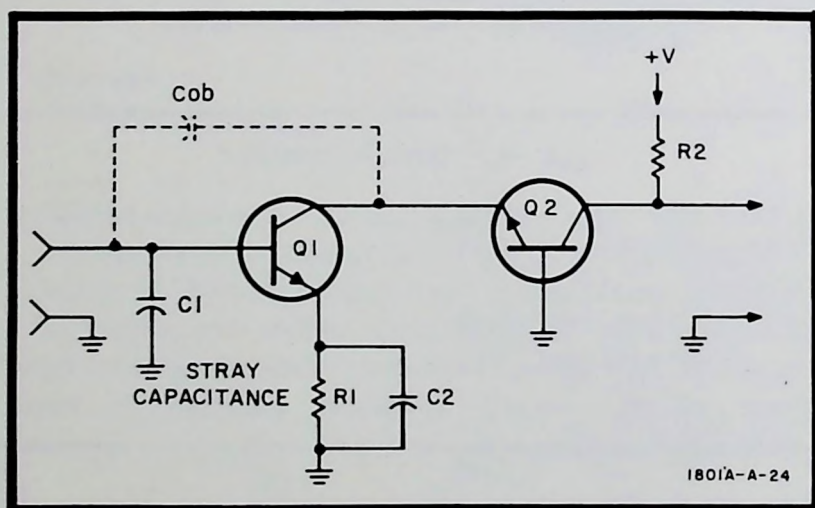 +V
Cob
R2
Q1
Q2
C1
STRAY
CAPACITANCE
R1
C2
1801A-A-24